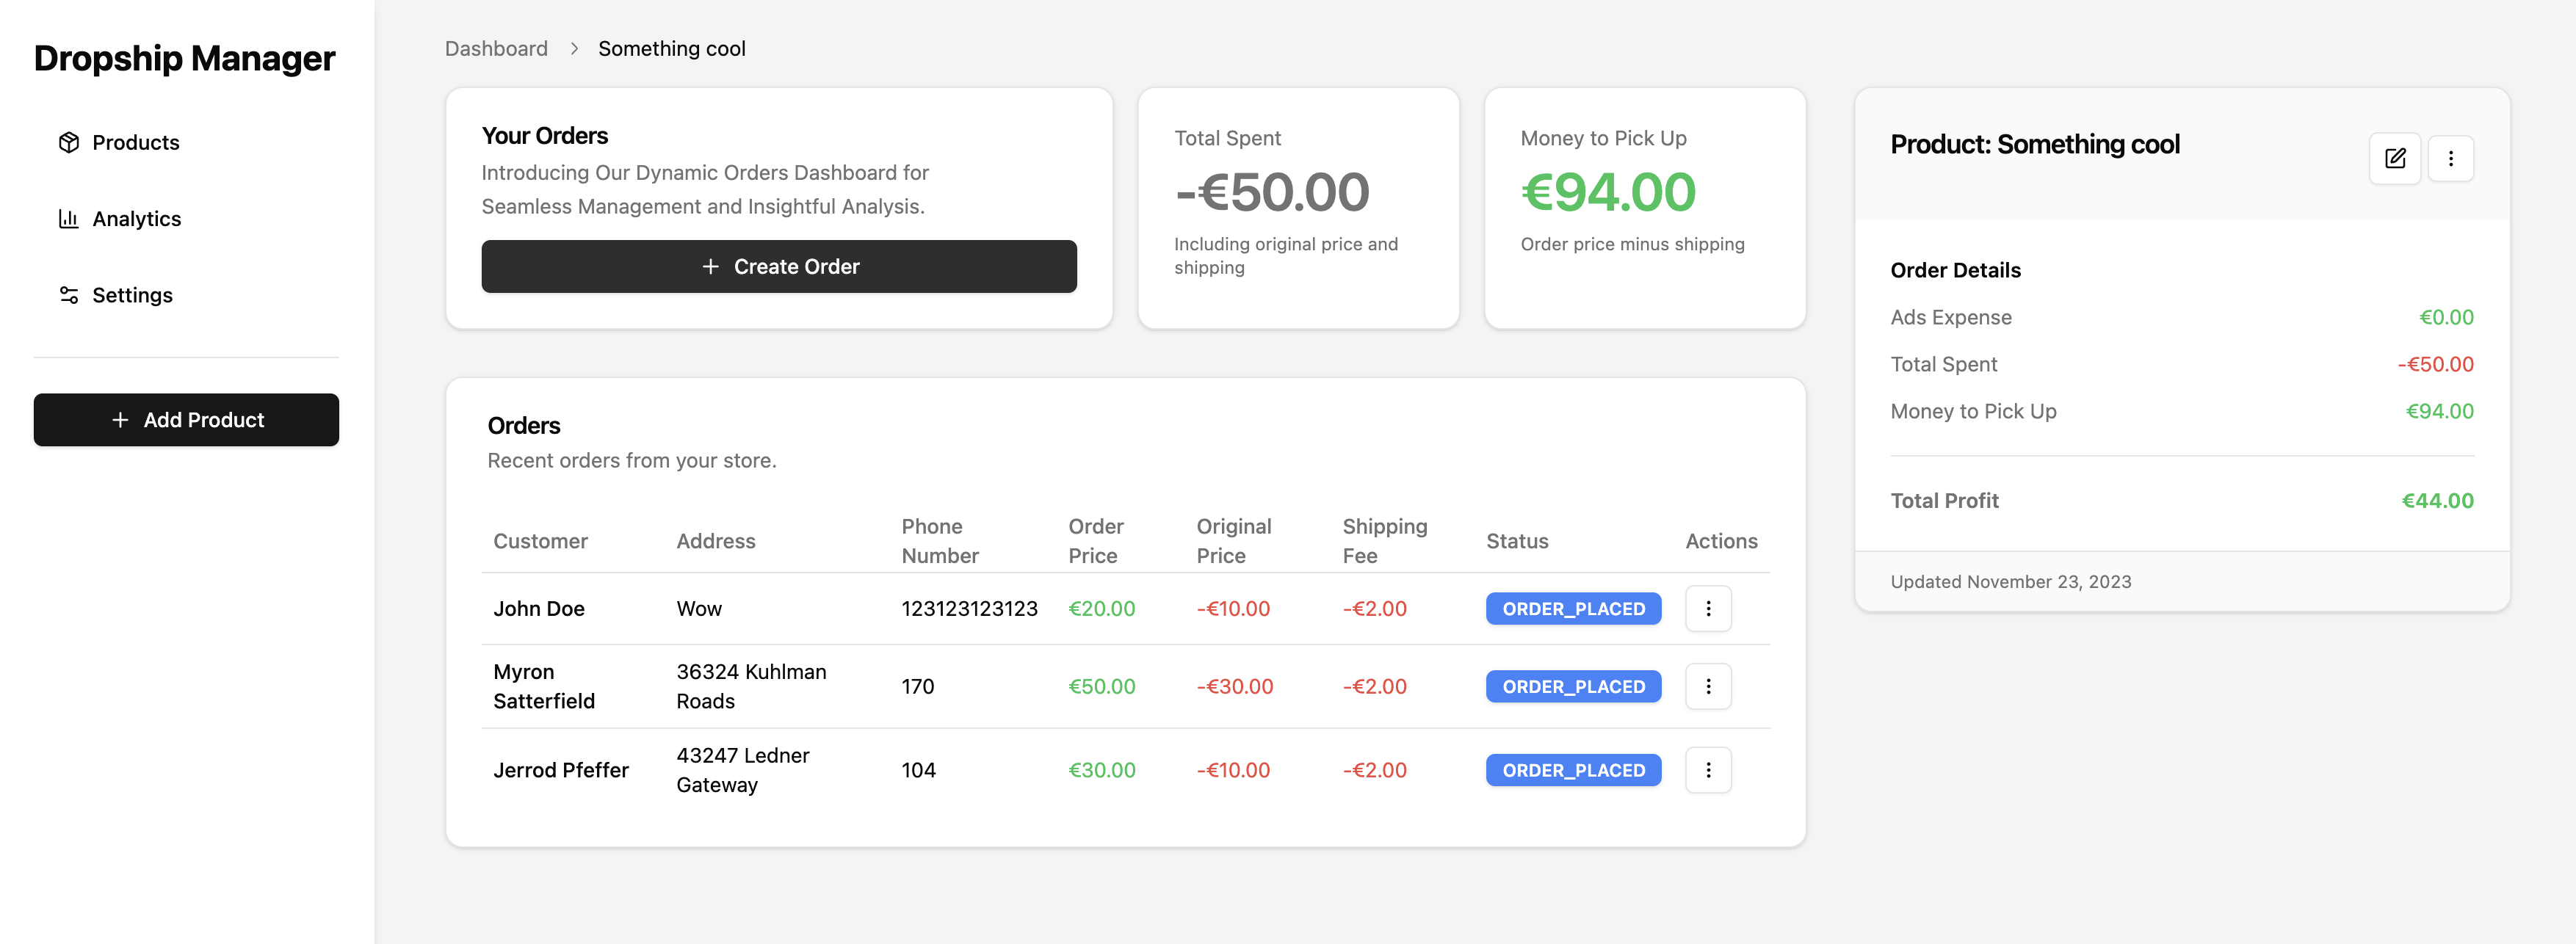 Dropship Manager
Products
Analytics
Settings
Add Product
Dashboard
Something cool
Your Orders
Introducing Our Dynamic Orders Dashboard for
Seamless Management and Insightful Analysis.
Create Order
Total Spent
-€50.00
Including original price and
shipping
Money to Pick Up
€94.00
Order price minus shipping
Orders
Recent orders from your store.
Customer Address Phone Number Order Price Original Price Shipping Fee Status Actions
John Doe Wow 123123123123 €20.00 -€10.00 -€2.00 ORDER_PLACED
Myron Satterfield 36324 Kuhlman Roads 170 €50.00 -€30.00 -€2.00 ORDER_PLACED
Jerrod Pfeffer 43247 Ledner Gateway 104 €30.00 -€10.00 -€2.00 ORDER_PLACED
Product: Something cool
Order Details
Ads Expense €0.00
Total Spent -€50.00
Money to Pick Up €94.00
Total Profit €44.00
Updated November 23, 2023